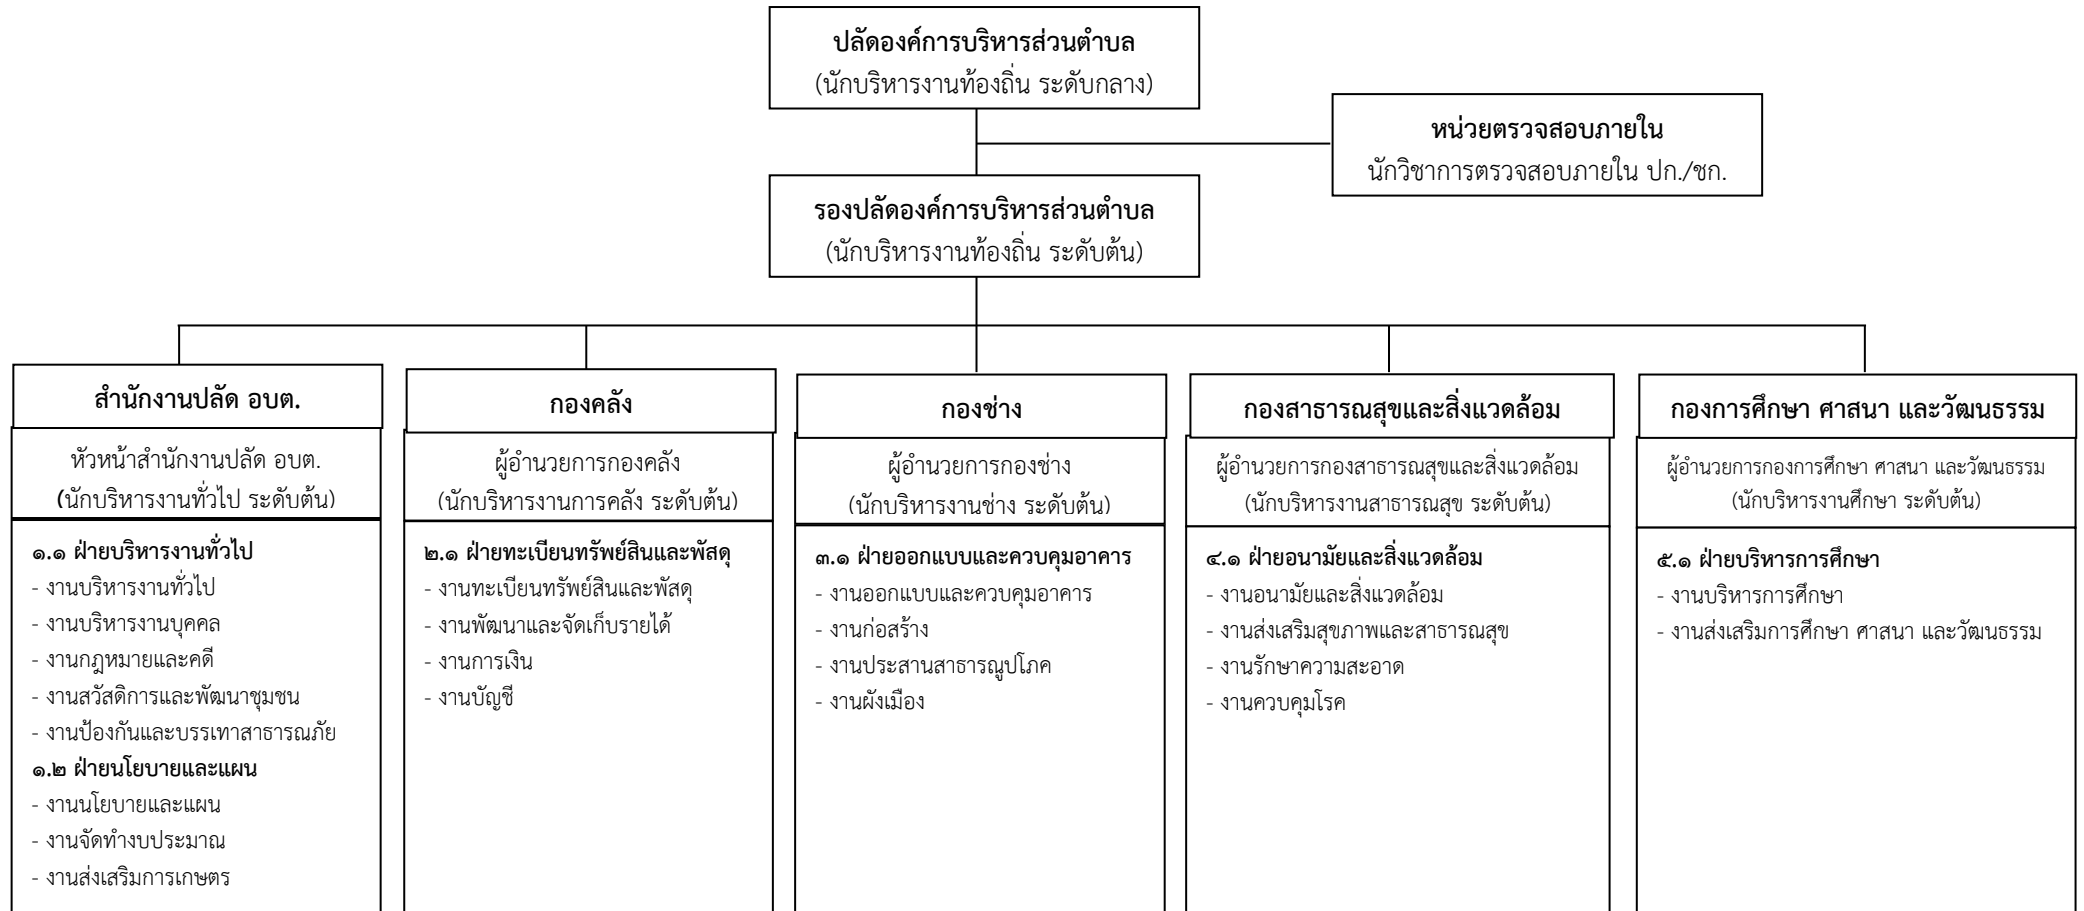 ปลัดองค์การบริหารส่วนตำบล
(นักบริหารงานท้องถิ่น ระดับกลาง)
หน่วยตรวจสอบภายใน
นักวิชาการตรวจสอบภายใน ปก./ชก.
รองปลัดองค์การบริหารส่วนตำบล
(นักบริหารงานท้องถิ่น ระดับต้น)
สำนักงานปลัด อบต.
หัวหน้าสำนักงานปลัด อบต.
(นักบริหารงานทั่วไป ระดับต้น)
๑.๑ ฝ่ายบริหารงานทั่วไป
- งานบริหารงานทั่วไป
- งานบริหารงานบุคคล
- งานกฎหมายและคดี
- งานสวัสดิการและพัฒนาชุมชน
- งานป้องกันและบรรเทาสาธารณภัย
๑.๒ ฝ่ายนโยบายและแผน
- งานนโยบายและแผน
- งานจัดทำงบประมาณ
- งานส่งเสริมการเกษตร
กองคลัง
ผู้อำนวยการกองคลัง
(นักบริหารงานการคลัง ระดับต้น)
๒.๑ ฝ่ายทะเบียนทรัพย์สินและพัสดุ
- งานทะเบียนทรัพย์สินและพัสดุ
- งานพัฒนาและจัดเก็บรายได้
- งานการเงิน
- งานบัญชี
กองช่าง
ผู้อำนวยการกองช่าง
(นักบริหารงานช่าง ระดับต้น)
๓.๑ ฝ่ายออกแบบและควบคุมอาคาร
- งานออกแบบและควบคุมอาคาร
- งานก่อสร้าง
- งานประสานสาธารณูปโภค
- งานผังเมือง
กองสาธารณสุขและสิ่งแวดล้อม
ผู้อำนวยการกองสาธารณสุขและสิ่งแวดล้อม
(นักบริหารงานสาธารณสุข ระดับต้น)
๔.๑ ฝ่ายอนามัยและสิ่งแวดล้อม
- งานอนามัยและสิ่งแวดล้อม
- งานส่งเสริมสุขภาพและสาธารณสุข
- งานรักษาความสะอาด
- งานควบคุมโรค
กองการศึกษา ศาสนา และวัฒนธรรม
ผู้อำนวยการกองการศึกษา ศาสนา และวัฒนธรรม
(นักบริหารงานศึกษา ระดับต้น)
๕.๑ ฝ่ายบริหารการศึกษา
- งานบริหารการศึกษา
- งานส่งเสริมการศึกษา ศาสนา และวัฒนธรรม